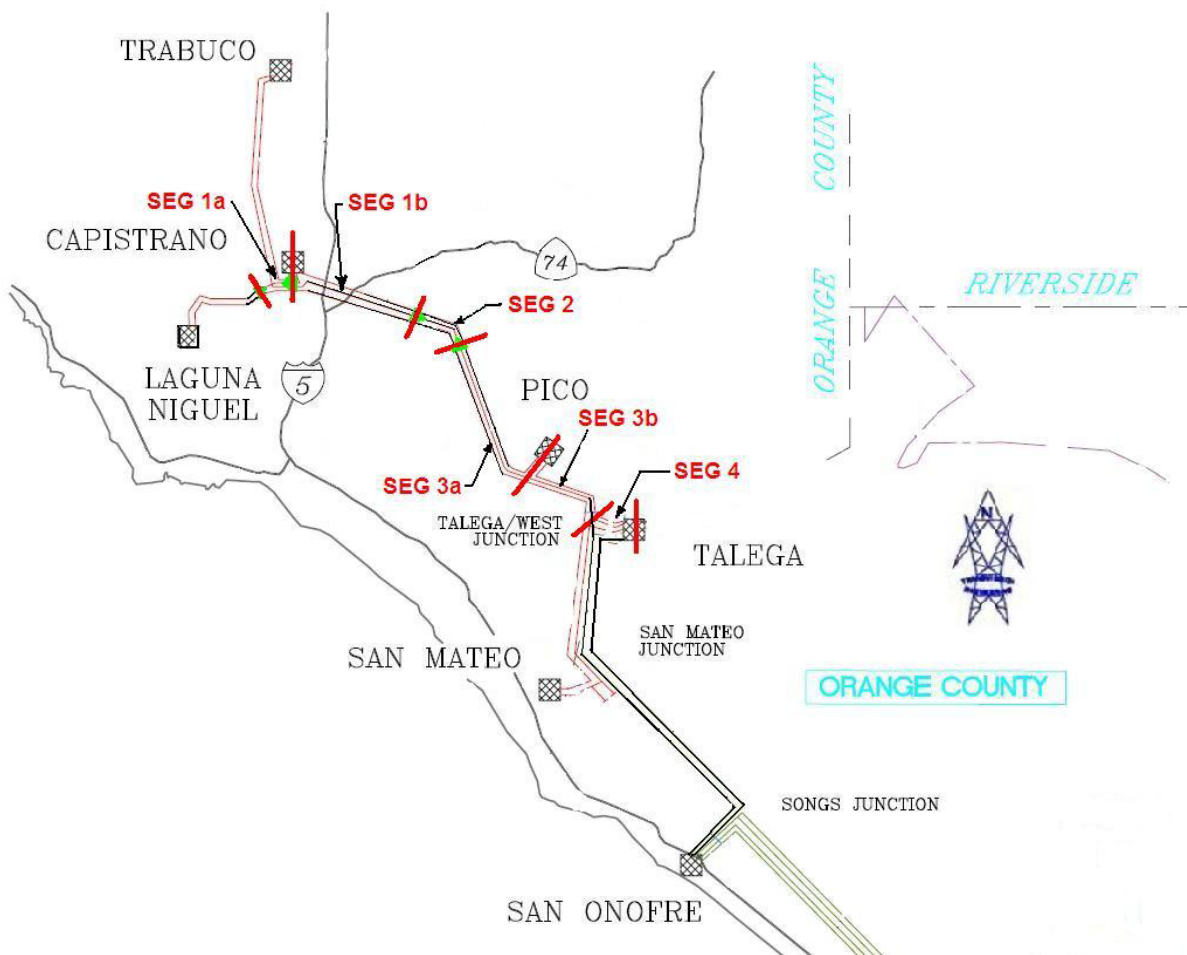 TRABUCO
COUNTY
SEG 1a
SEG 1b
CAPISTRANO
74
ORANGE
RIVERSIDE
SEG 2
LAGUNA
NIGUEL
5
PICO
SEG 3b
SEG 3a
SEG 4
TALEGA/WEST
JUNCTION
N
TALEGA
SAN MATEO
JUNCTION
SAN MATEO
ORANGE COUNTY
SONGS JUNCTION
SAN ONOFRE